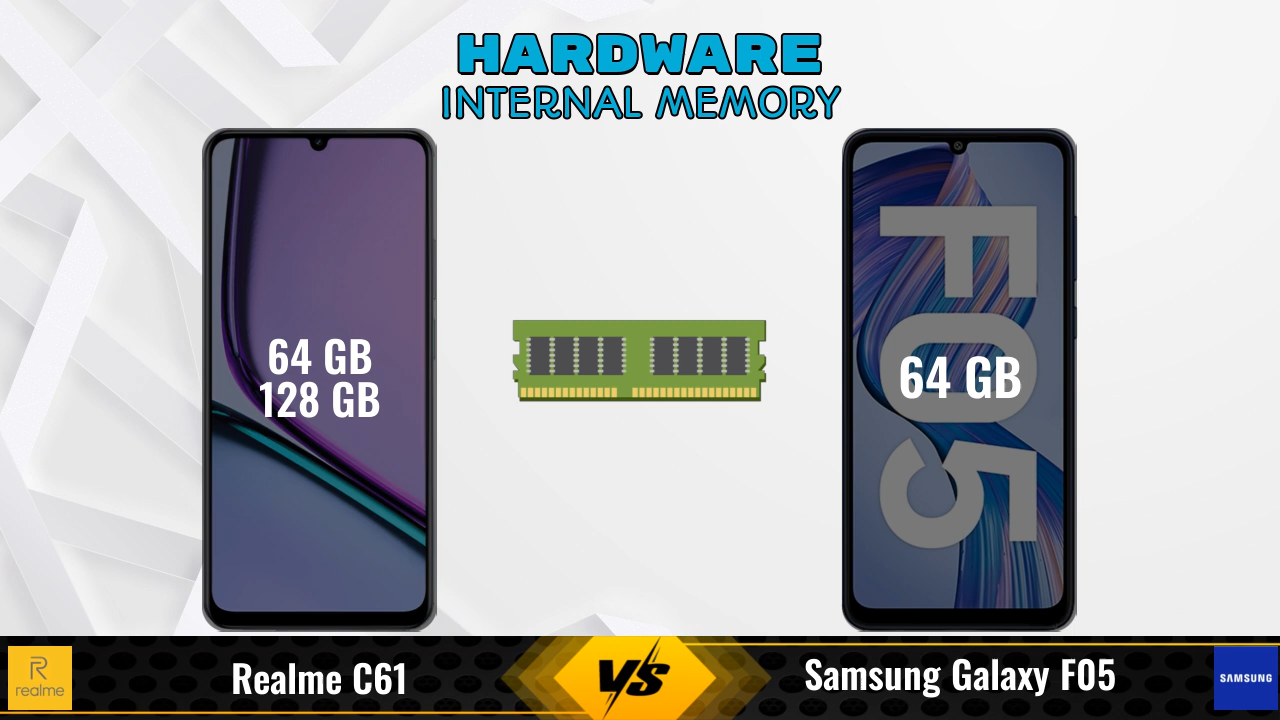 HARDWARE
INTERNAL MEMORY
64 GB
128 GB
F05
64 GB
realme
Realme C61
VS
Samsung Galaxy F05
SAMSUNG